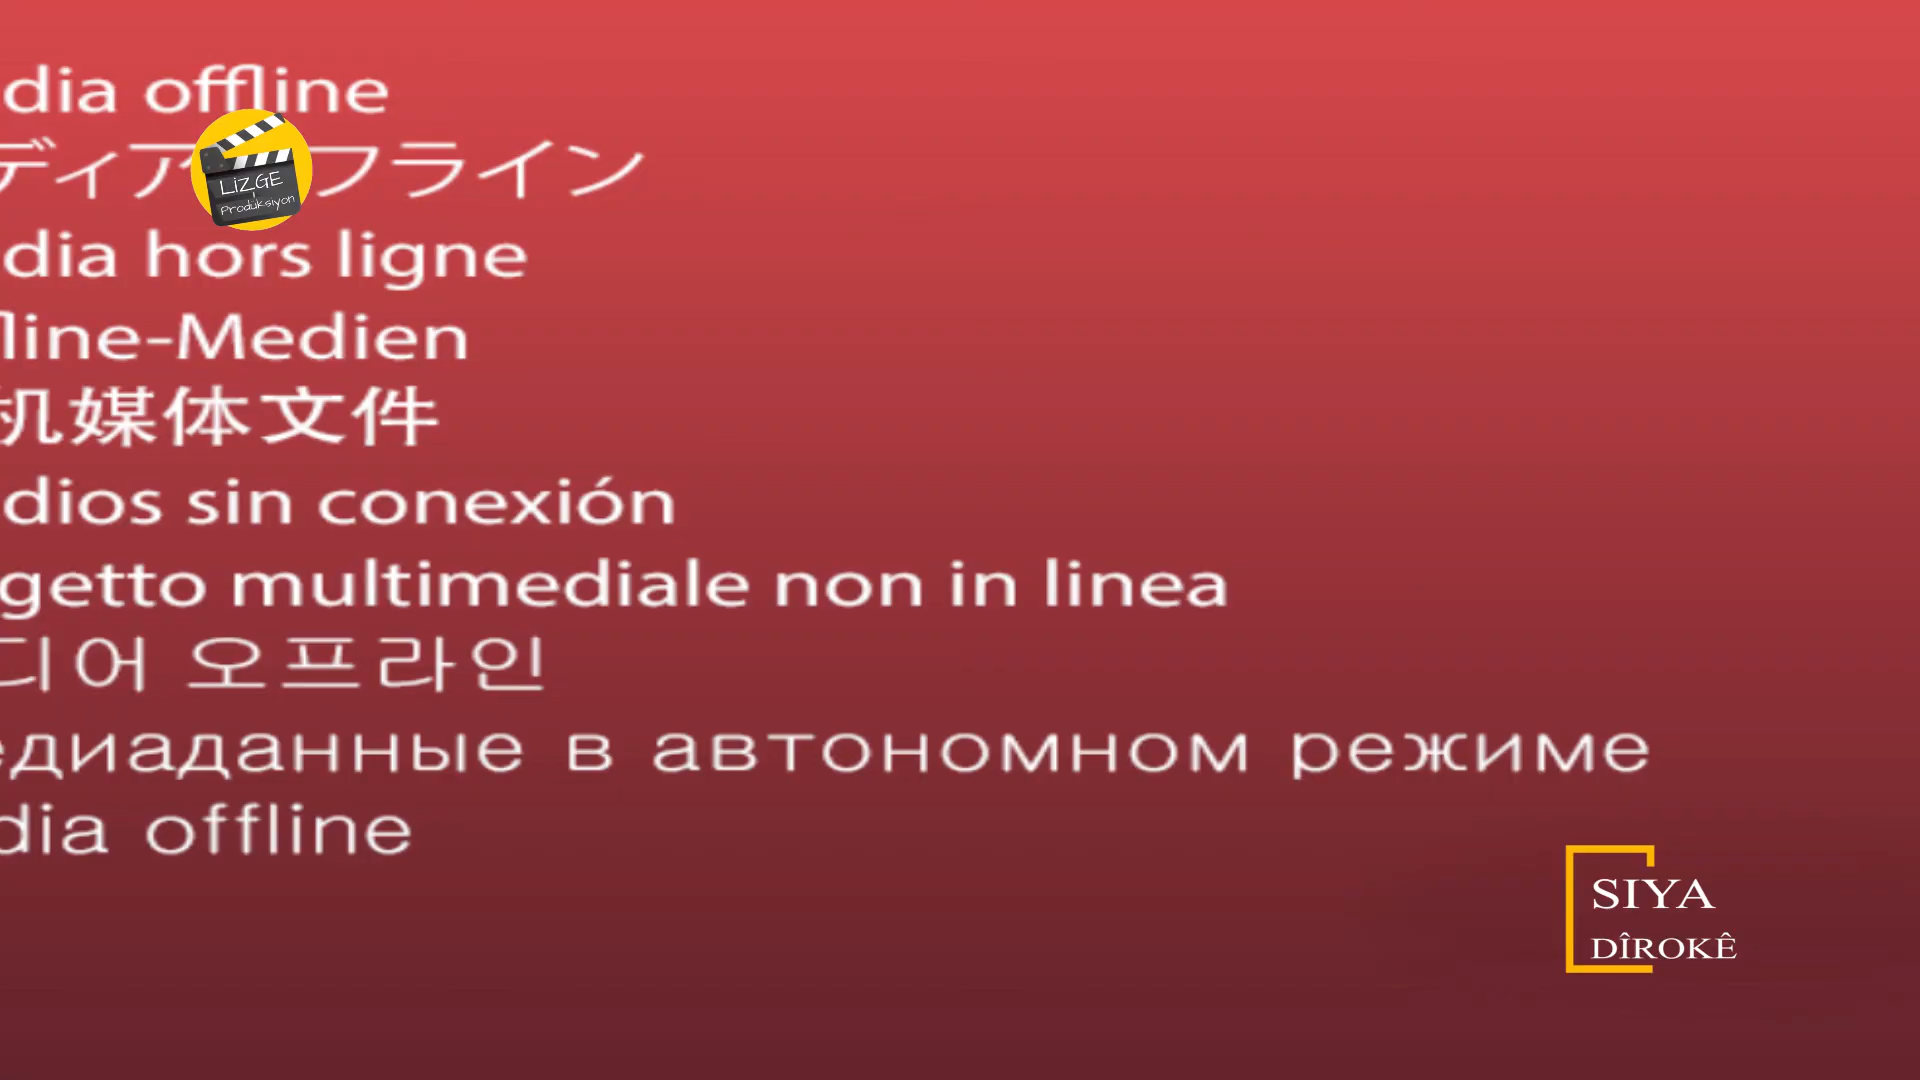 dia offline
ディア フライン
LiZGE
Prodüksiyon
dia hors ligne
line-Medien
机媒体文件
dios sin conexión
getto multimediale non in linea
디어 오프라인
едиаданные в автономном режиме
dia offline
SIYA
DÎROKÊ